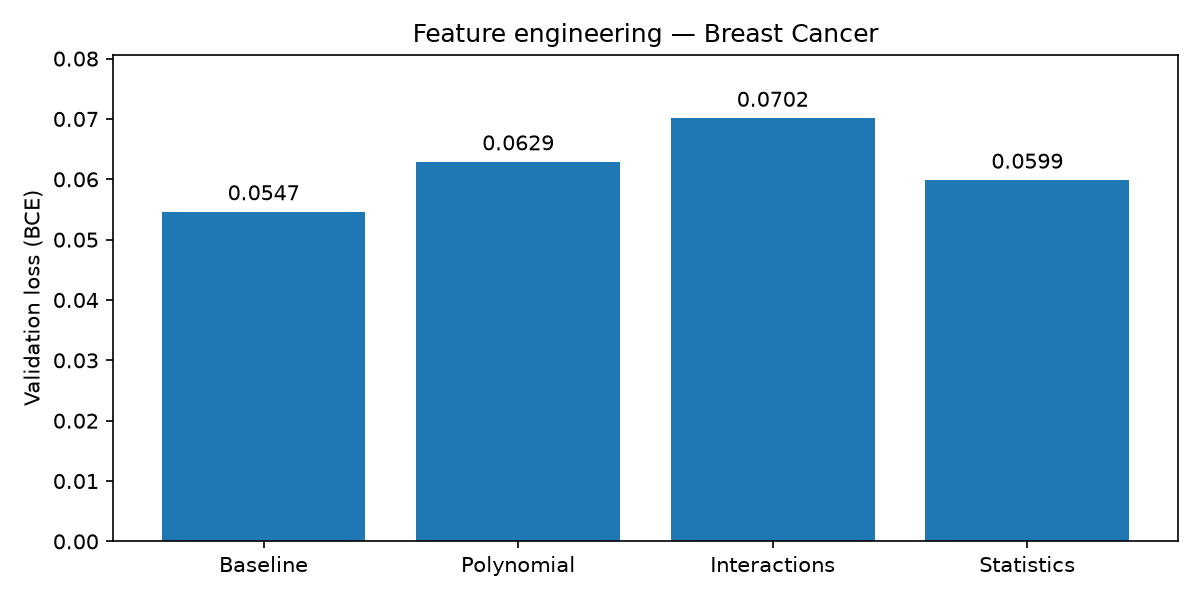 Feature engineering — Breast Cancer
Validation loss (BCE)
0.08
0.07
0.06
0.05
0.04
0.03
0.02
0.01
0.00
0.0547
0.0629
0.0702
0.0599
Baseline
Polynomial
Interactions
Statistics